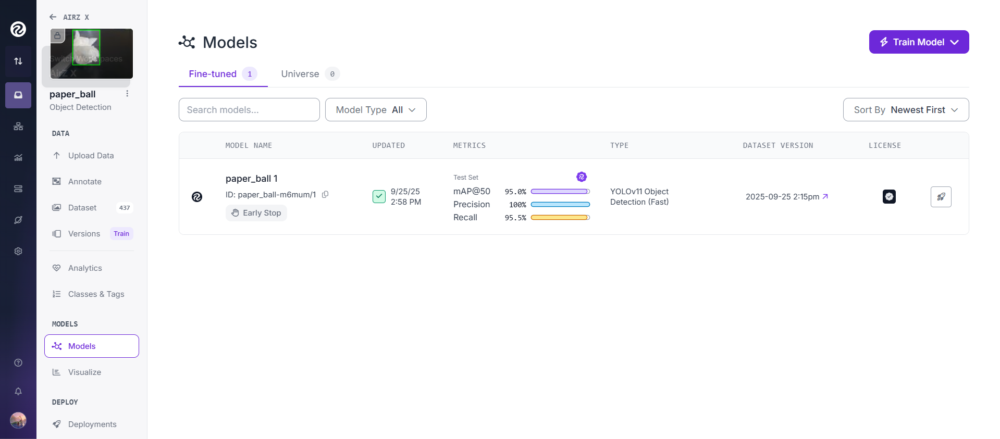 AIRZ X
Switch Workspaces
AirZ X
paper_ball
Object Detection
DATA
Upload Data
Annotate
Dataset 437
Versions Train
Analytics
Classes & Tags
MODELS
Models
Visualize
DEPLOY
Deployments
Models
Train Model
Fine-tuned 1
Universe 0
Search models...
Model Type All
Sort By Newest First
MODEL NAME UPDATED METRICS TYPE DATASET VERSION LICENSE
paper_ball 1
ID: paper_ball-m6mum/1
Early Stop
9/25/25
2:58 PM
Test Set
mAP@50 95.0%
Precision 100%
Recall 95.5%
YOLOv11 Object
Detection (Fast)
2025-09-25 2:15pm